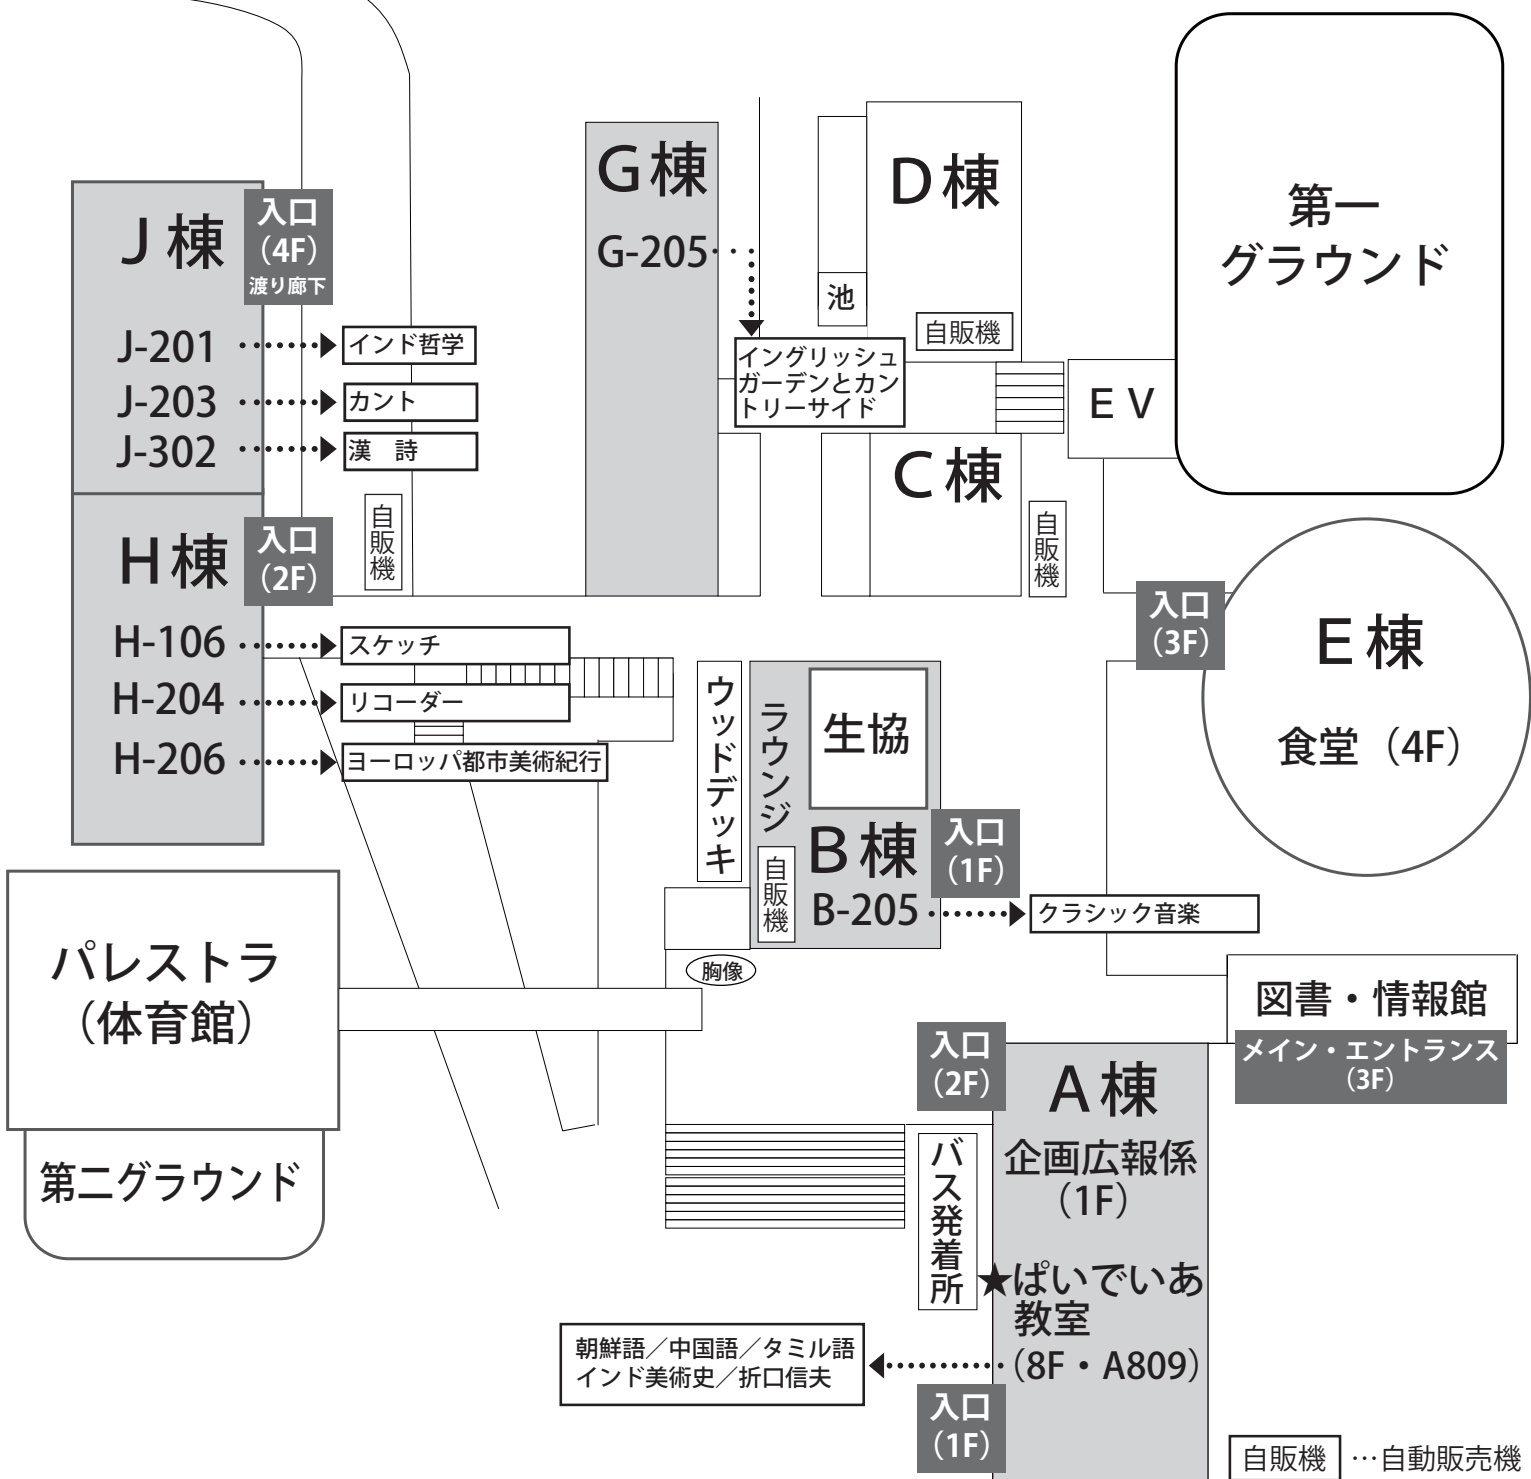 J棟
入口
（4F）
渡り廊下
J-201
インド哲学
J-203
カント
J-302
漢　詩
自販機
H棟
入口
（2F）
H-106
スケッチ
H-204
リコーダー
H-206
ヨーロッパ都市美術紀行
パレストラ
（体育館）
第二グラウンド
G棟
G-205
イングリッシュ
ガーデンとカン
トリーサイド
池
D棟
自販機
C棟
自販機
EV
第一
グラウンド
入口
（3F）
E棟
食堂（4F）
ウッドデッキ
ラウンジ
生協
自販機
B棟
入口
（1F）
B-205
クラシック音楽
胸像
図書・情報館
メイン・エントランス
（3F）
入口
（2F）
A棟
企画広報係
（1F）
バス発着所
★ぱいでいあ
教室
（8F・A809）
朝鮮語／中国語／タミル語
インド美術史／折口信夫
入口
（1F）
自販機 …自動販売機